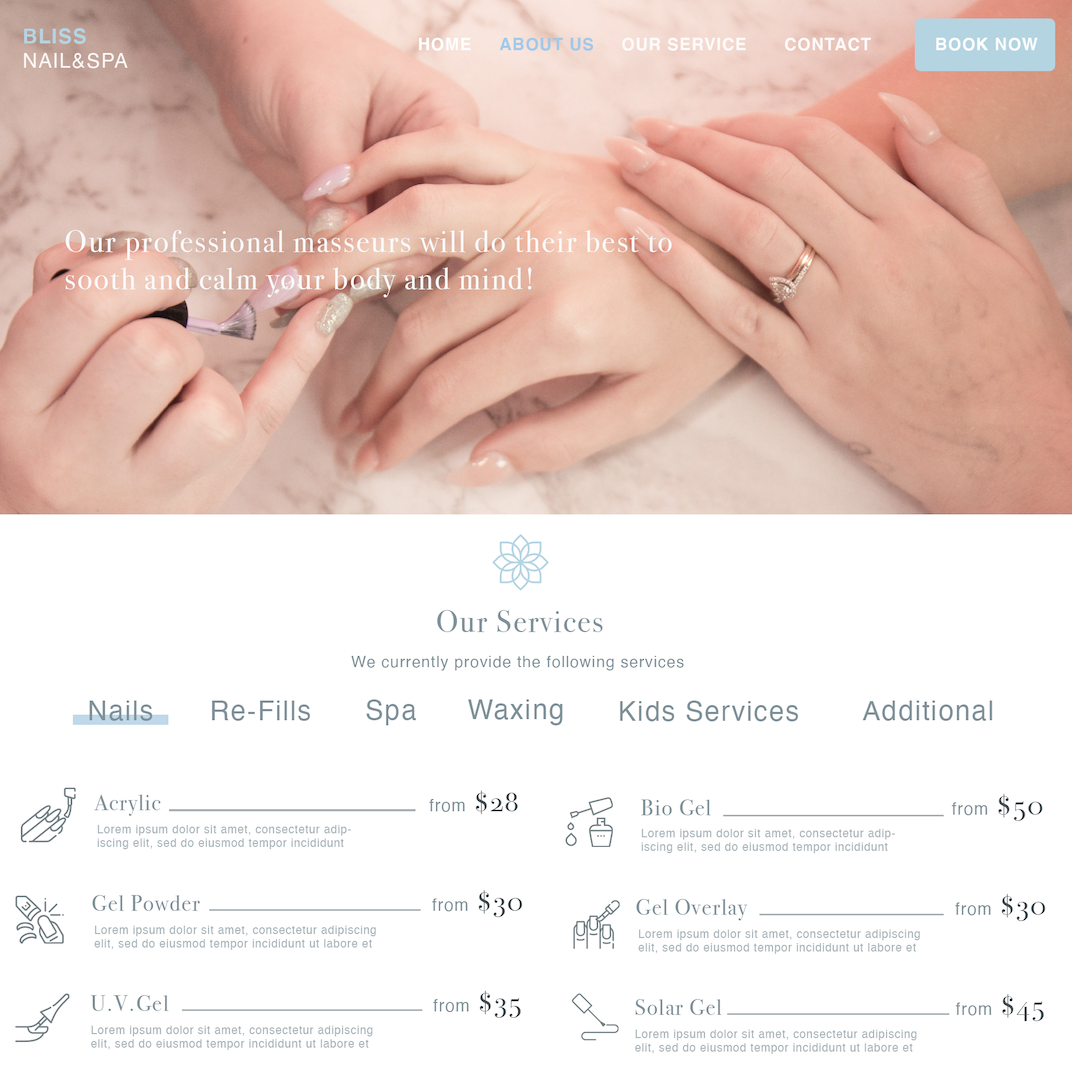 BLISS
NAIL&SPA
HOME ABOUT US OUR SERVICE CONTACT BOOK NOW
Our professional masseurs will do their best to
sooth and calm your body and mind!
Our Services
We currently provide the following services
Nails Re-Fills Spa Waxing Kids Services Additional
Acrylic from $28
Lorem ipsum dolor sit amet, consectetur adip-
iscing elit, sed do eiusmod tempor incididunt
Bio Gel from $50
Lorem ipsum dolor sit amet, consectetur adip-
iscing elit, sed do eiusmod tempor incididunt
Gel Powder from $30
Lorem ipsum dolor sit amet, consectetur adipiscing
elit, sed do eiusmod tempor incididunt ut labore et
Gel Overlay from $30
Lorem ipsum dolor sit amet, consectetur adipiscing
elit, sed do eiusmod tempor incididunt ut labore et
U.V.Gel from $35
Lorem ipsum dolor sit amet, consectetur adipiscing
elit, sed do eiusmod tempor incididunt ut labore et
Solar Gel from $45
Lorem ipsum dolor sit amet, consectetur adipiscing
elit, sed do eiusmod tempor incididunt ut labore et